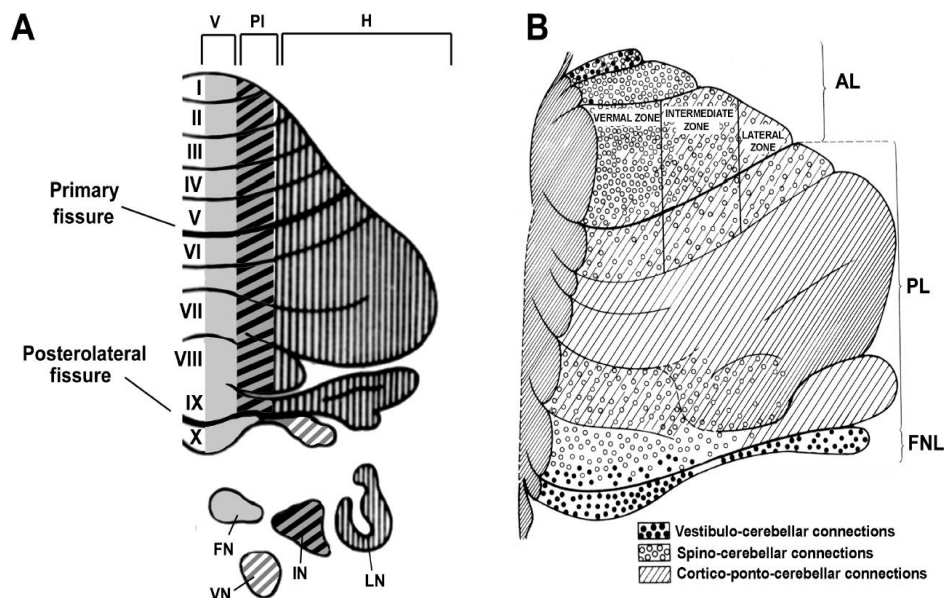 A
V PI H
I
II
III
IV
V
VI
VII
VIII
IX
X
Primary
fissure
Posterolateral
fissure
FN
VN
IN
LN
B
VERMAL ZONE
INTERMEDIATE
ZONE
LATERAL
ZONE
AL
PL
FNL
Vestibulo-cerebellar connections
Spino-cerebellar connections
Cortico-ponto-cerebellar connections